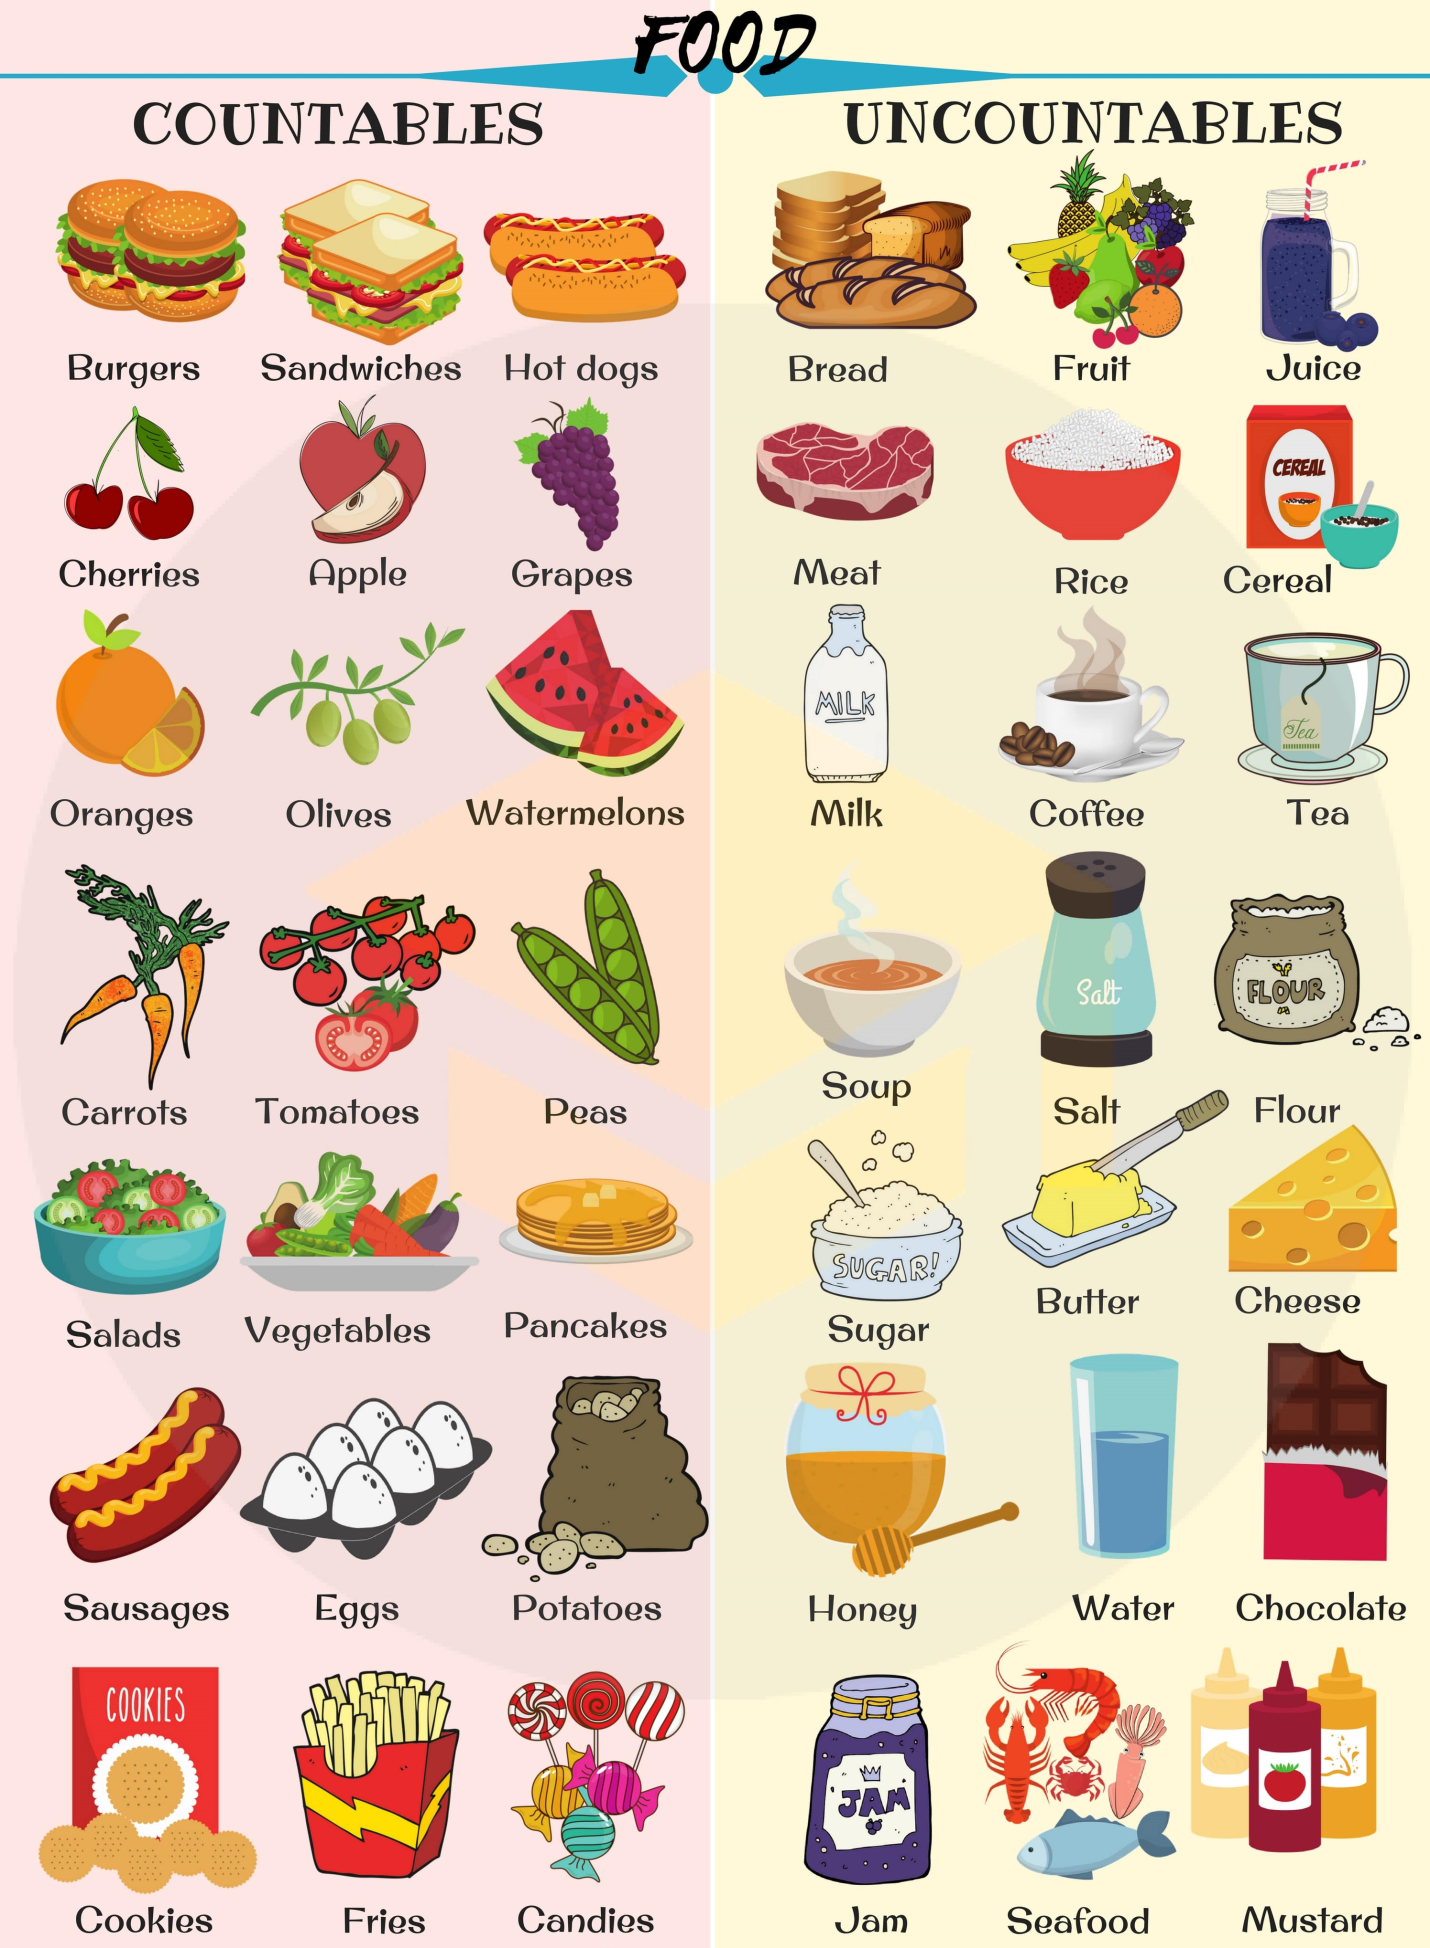 FOOD
COUNTABLES
Burgers
Sandwiches
Hot dogs
Cherries
Apple
Grapes
Oranges
Olives
Watermelons
Carrots
Tomatoes
Peas
Salads
Vegetables
Pancakes
Sausages
Eggs
Potatoes
COOKIES
Cookies
Fries
Candies
UNCOUNTABLES
Bread
Fruit
Juice
CEREAL
Meat
Rice
Cereal
MILK
Tea
Milk
Coffee
Tea
Salt
FLOUR
Soup
Salt
Flour
SUGAR!
Sugar
Butter
Cheese
Honey
Water
Chocolate
JAM
Jam
Seafood
Mustard